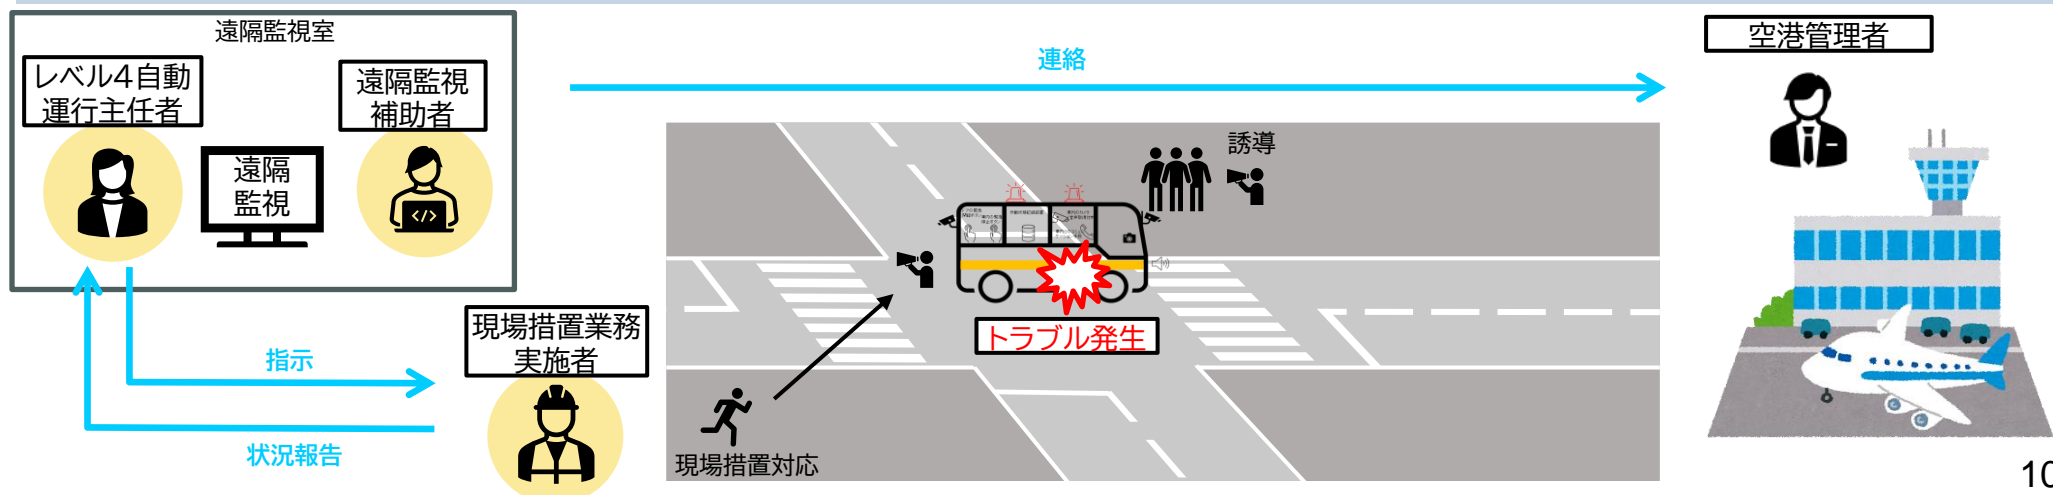 遠隔監視室
レベル4自動
運行主任者
遠隔監視
補助者
遠隔
監視
指示
状況報告
現場措置業務
実施者
連絡
誘導
トラブル発生
現場措置対応
空港管理者
10